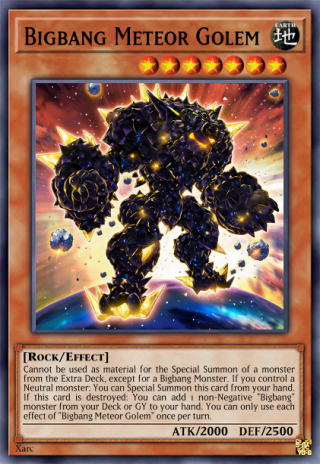 Bigbang Meteor Golem
EARTH
地
[Rock/Effect]
Cannot be used as material for the Special Summon of a monster
from the Extra Deck, except for a Bigbang Monster. If you control a
Neutral monster: You can Special Summon this card from your hand.
If this card is destroyed: You can add 1 non-Negative "Bigbang"
monster from your Deck or GY to your hand. You can only use each
effect of "Bigbang Meteor Golem" once per turn.
ATK/2000 DEF/2500
Xarc